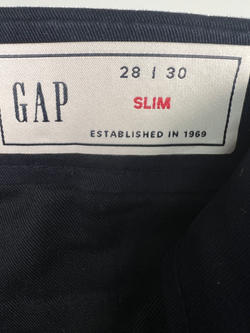 GAP
28 | 30
SLIM
ESTABLISHED IN 1969